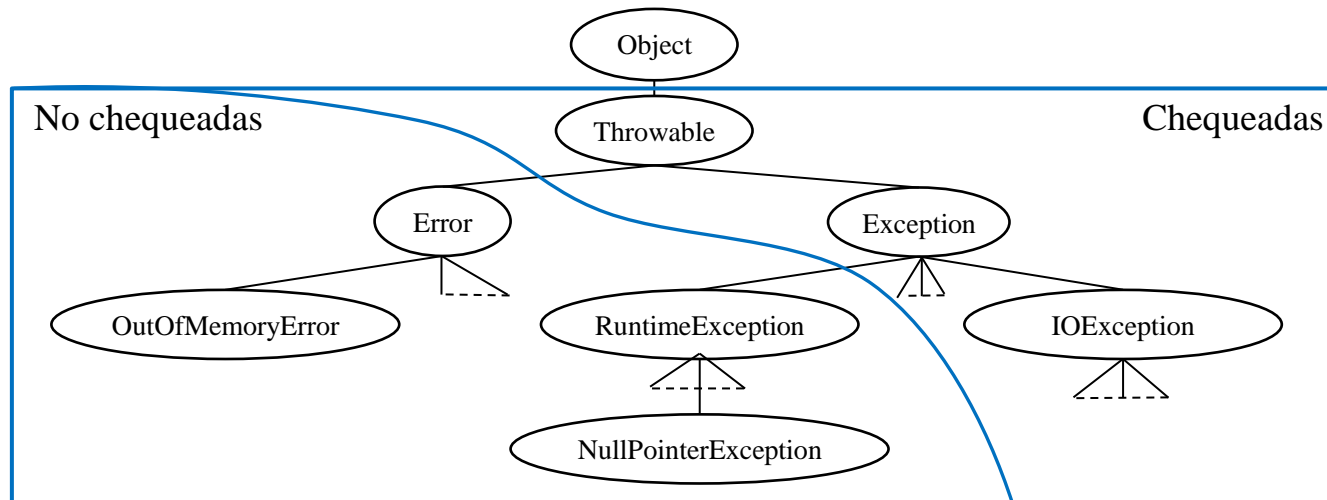 Object
No chequeadas
Throwable
Chequeadas
Error
Exception
OutOfMemoryError
RuntimeException
IOException
NullPointerException